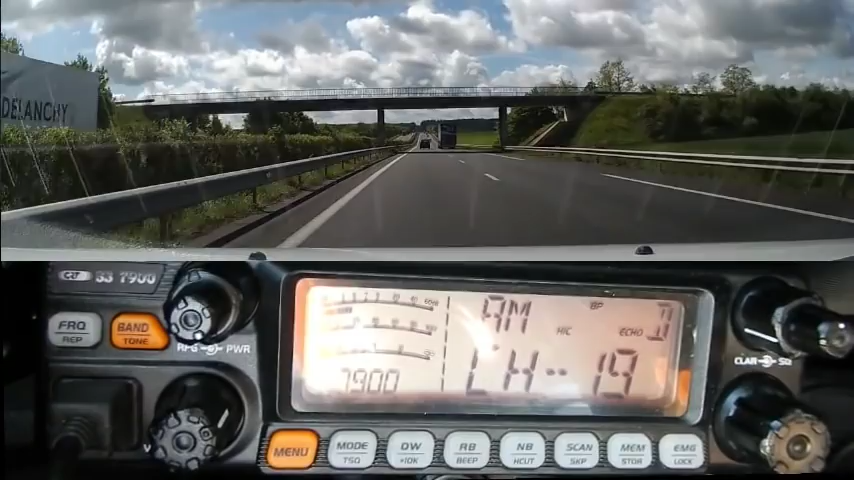 DELANCHY
CRT SS 7900
FRQ
REP
BAND
TONE
RFG PWR
AM
HIC
BP
ECHO
7900
CH--19
CLAR SQ
MENU
MODE
TSQ
DW
+10K
RB
BEEP
NB
HCUT
SCAN
SKP
MEM
STOR
EMG
LOCK